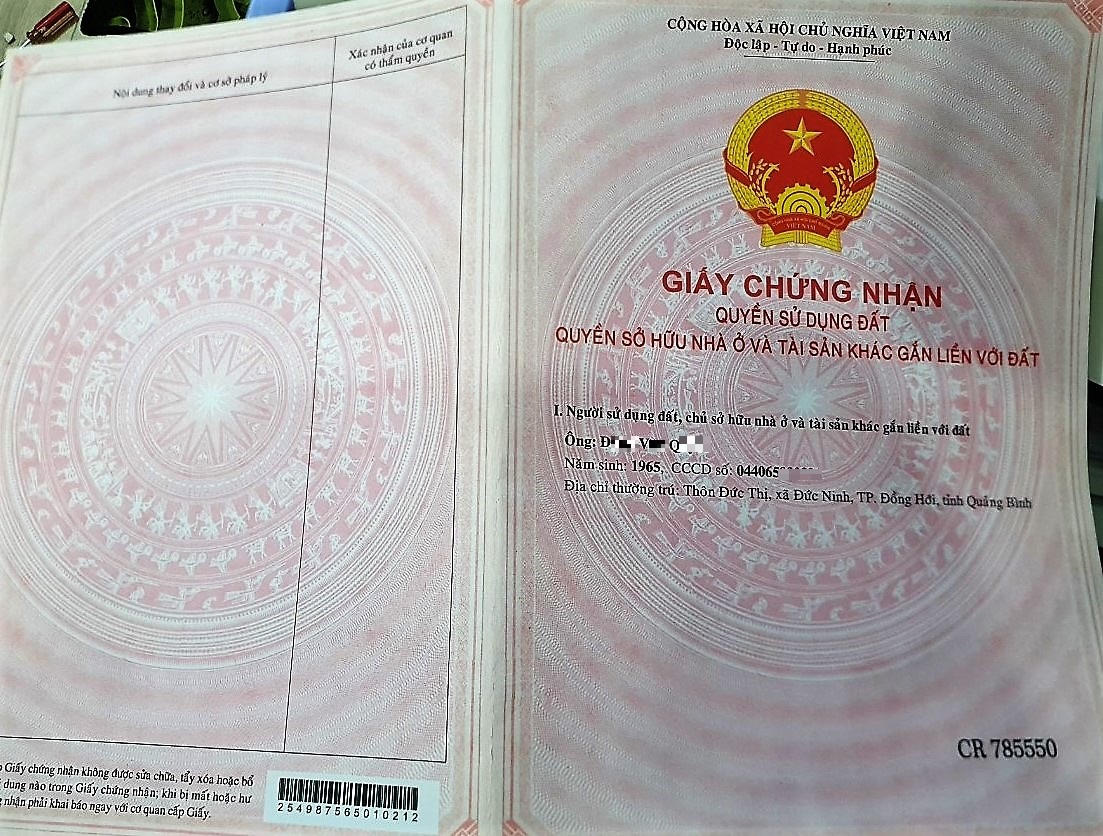 Nội dung thay đổi và cơ sở pháp lý
Xác nhận của cơ quan
có thẩm quyền
Giấy chứng nhận không được sửa chữa, tẩy xóa hoặc bổ
dung nào trong Giấy chứng nhận; khi bị mất hoặc hư
nhận phải khai báo ngay với cơ quan cấp Giấy.
254987565010212
CỘNG HÒA XÃ HỘI CHỦ NGHĨA VIỆT NAM
Độc lập - Tự do - Hạnh phúc
VIỆT NAM
GIẤY CHỨNG NHẬN
QUYỀN SỬ DỤNG ĐẤT
QUYỀN SỞ HỮU NHÀ Ở VÀ TÀI SẢN KHÁC GẮN LIỀN VỚI ĐẤT
I. Người sử dụng đất, chủ sở hữu nhà ở và tài sản khác gắn liền với đất
Ông:
Năm sinh: 1965, CCCD số: 044065
Địa chỉ thường trú: Thôn Đức Thị, xã Đức Ninh, TP. Đồng Hới, tỉnh Quảng Bình
CR 785550